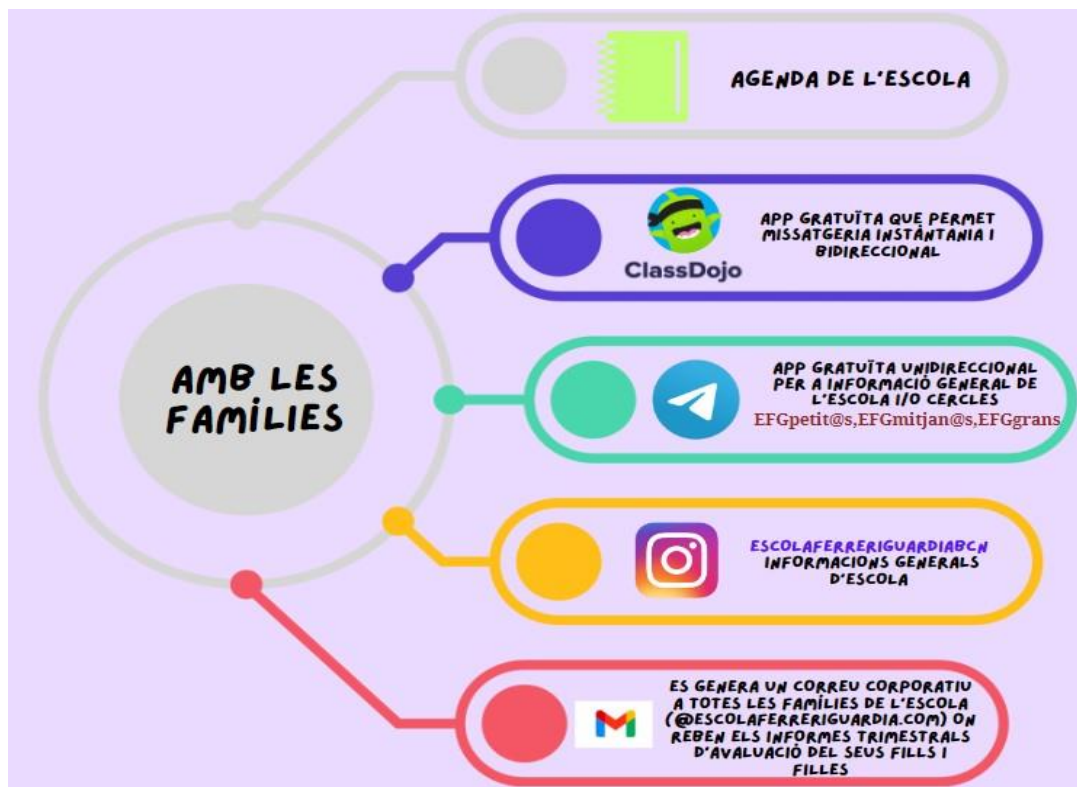 AGENDA DE L'ESCOLA
APP GRATUÏTA QUE PERMET
MISSATGERIA INSTÀNTANIA I
BIDIRECCIONAL
ClassDojo
AMB LES
FAMÍLIES
APP GRATUÏTA UNIDIRECCIONAL
PER A INFORMACIÓ GENERAL DE
L'ESCOLA I/O CERCLES
EFGpetit@s,EFGmitjan@s,EFGgrans
ESCOLAFERRERIGUARDIABCN
INFORMACIONS GENERALS
D'ESCOLA
ES GENERA UN CORREU CORPORATIU
A TOTES LES FAMÍLIES DE L'ESCOLA
(@ESCOLAFERRERIGUARDIA.COM) ON
REBEN ELS INFORMES TRIMESTRALS
D'AVALUACIÓ DEL SEUS FILLS I
FILLES